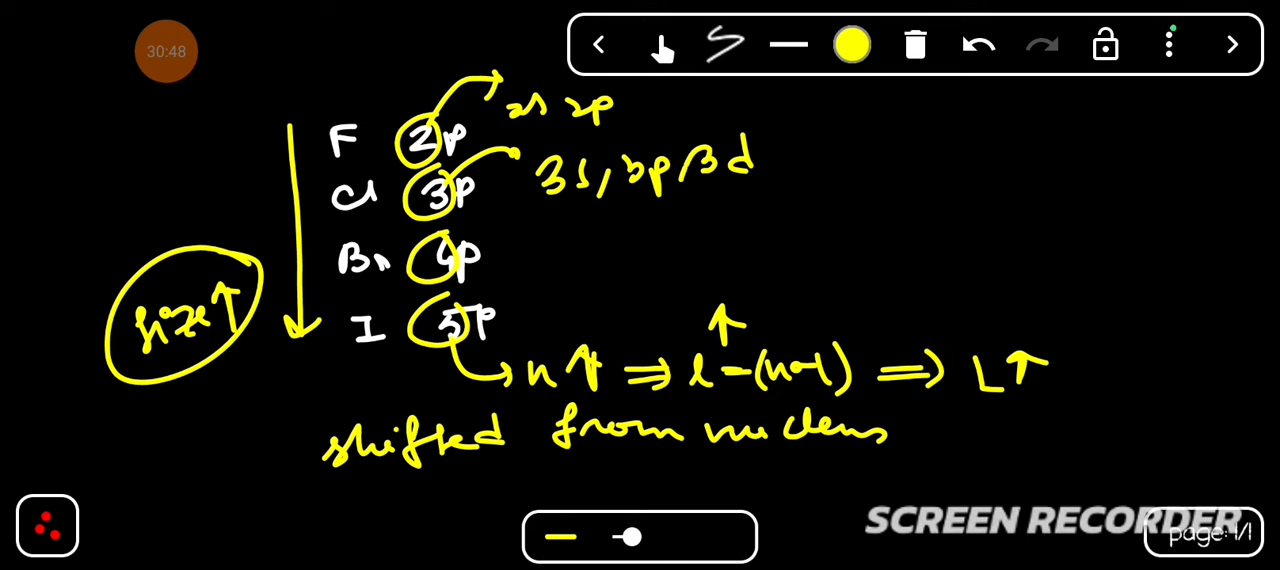 30:48
2s 2p
F 2p
3s, 3p, 3d
Cl 3p
Br 4p
size ↑
I 5p
n ↑ ⇒ l = (n-1) ↑ ⇒ L ↑
shifted from nucleus
SCREEN RECORDER
page:1/1